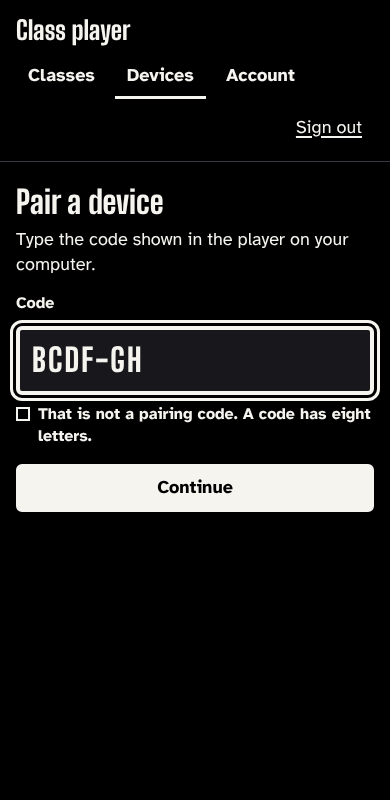 Class player
Classes Devices Account
Sign out
Pair a device
Type the code shown in the player on your
computer.
Code
BCDF-GH
That is not a pairing code. A code has eight
letters.
Continue